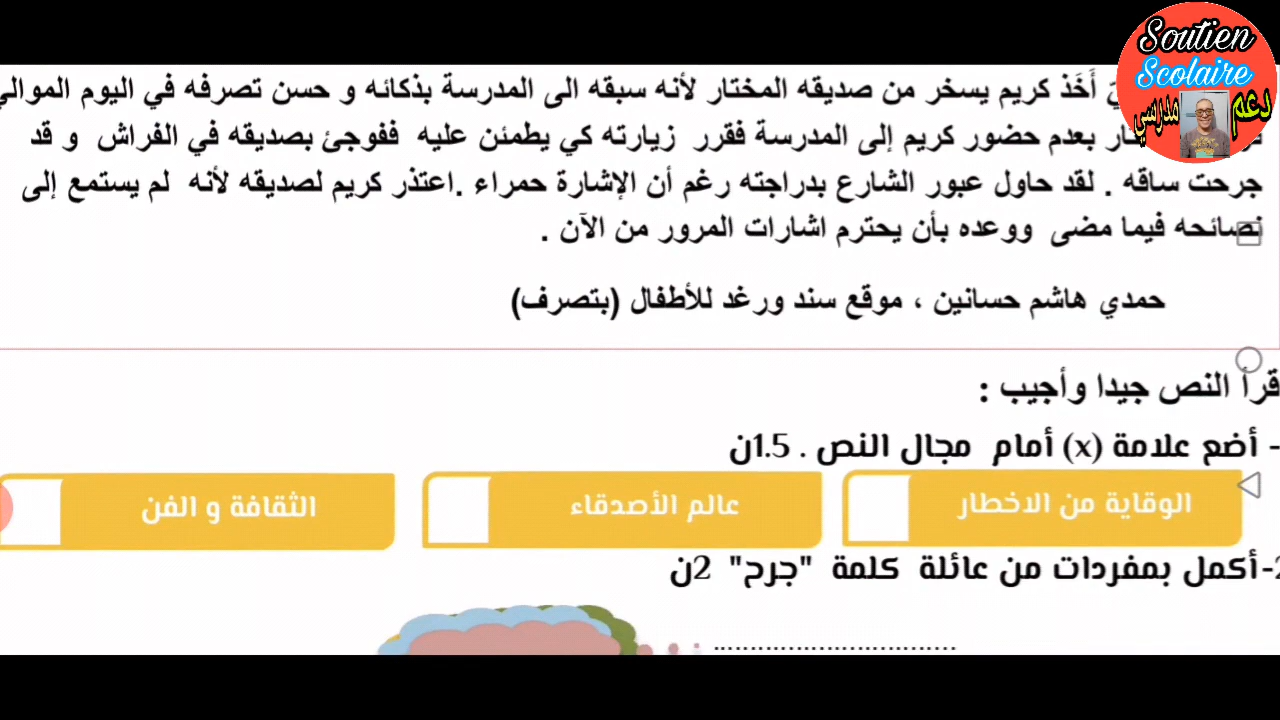 Soutien
Scolaire
دعم
مدرسي
أَخَذ كريم يسخر من صديقه المختار لأنه سبقه الى المدرسة بذكائه و حسن تصرفه في اليوم الموالي
بعدم حضور كريم إلى المدرسة فقرر زيارته كي يطمئن عليه ففوجئ بصديقه في الفراش و قد
جرحت ساقه . لقد حاول عبور الشارع بدراجته رغم أن الإشارة حمراء .اعتذر كريم لصديقه لأنه لم يستمع إلى
نصائحه فيما مضى ووعده بأن يحترم اشارات المرور من الآن .
حمدي هاشم حسانين ، موقع سند ورغد للأطفال (بتصرف)
قرأ النص جيدا وأجيب :
- أضع علامة (x) أمام مجال النص . 1.5ن
الوقاية من الاخطار
عالم الأصدقاء
الثقافة و الفن
2-أكمل بمفردات من عائلة كلمة "جرح" 2ن
................................